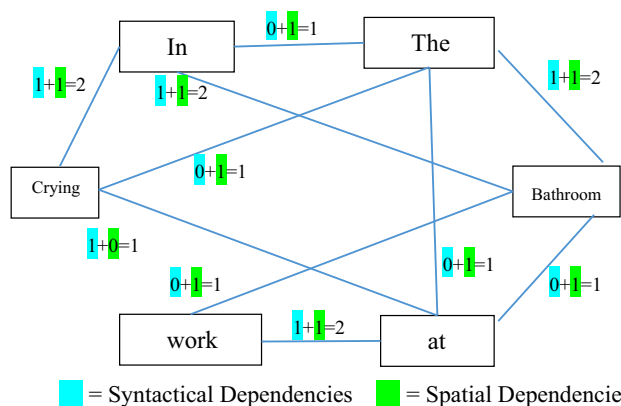 0+1=1
In
The
1+1=2
1+1=2
1+1=2
Crying
0+1=1
Bathroom
1+0=1
0+1=1
0+1=1
0+1=1
work
1+1=2
at
= Syntactical Dependencies
= Spatial Dependencie